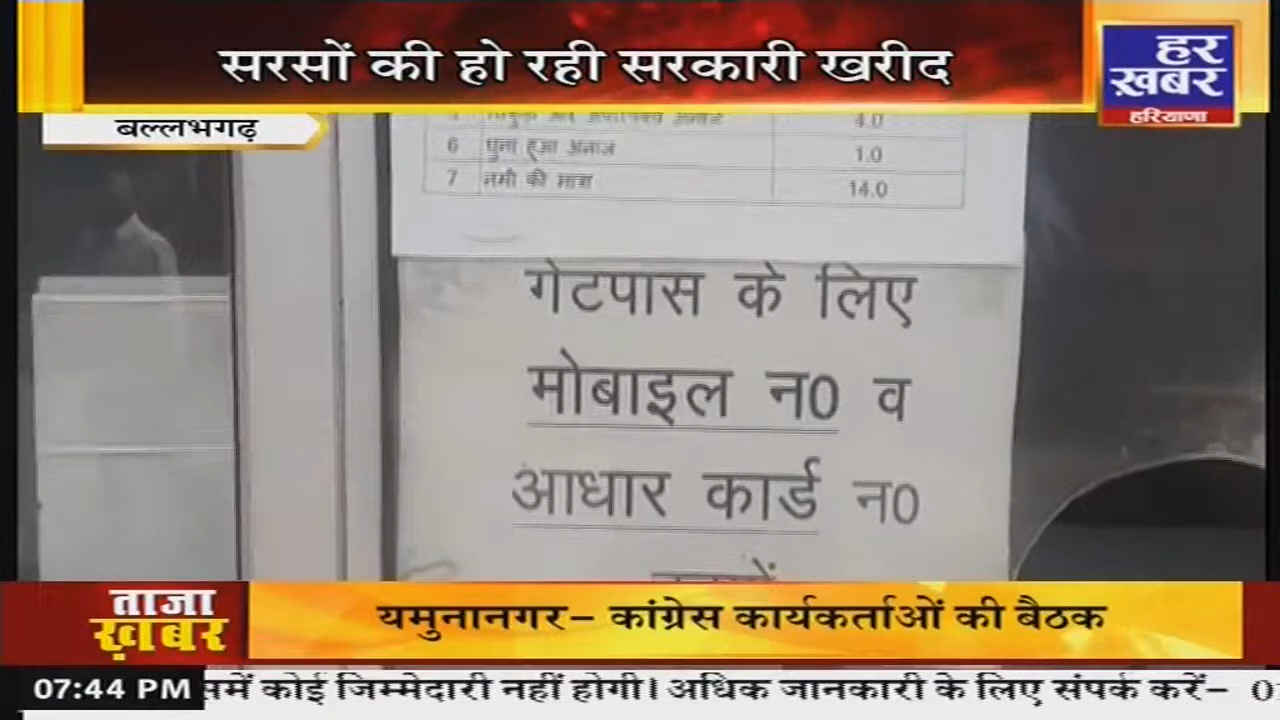 सरसों की हो रही सरकारी खरीद
हर
ख़बर
हरियाणा
बल्लभगढ़
4.0
6 घुना हुआ अनाज 1.0
7 नमी की मात्रा 14.0
गेटपास के लिए
मोबाइल न0 व
आधार कार्ड न0
ताजा
ख़बर
यमुनानगर- कांग्रेस कार्यकर्ताओं की बैठक
07:44 PM
कोई जिम्मेदारी नहीं होगी। अधिक जानकारी के लिए संपर्क करें-